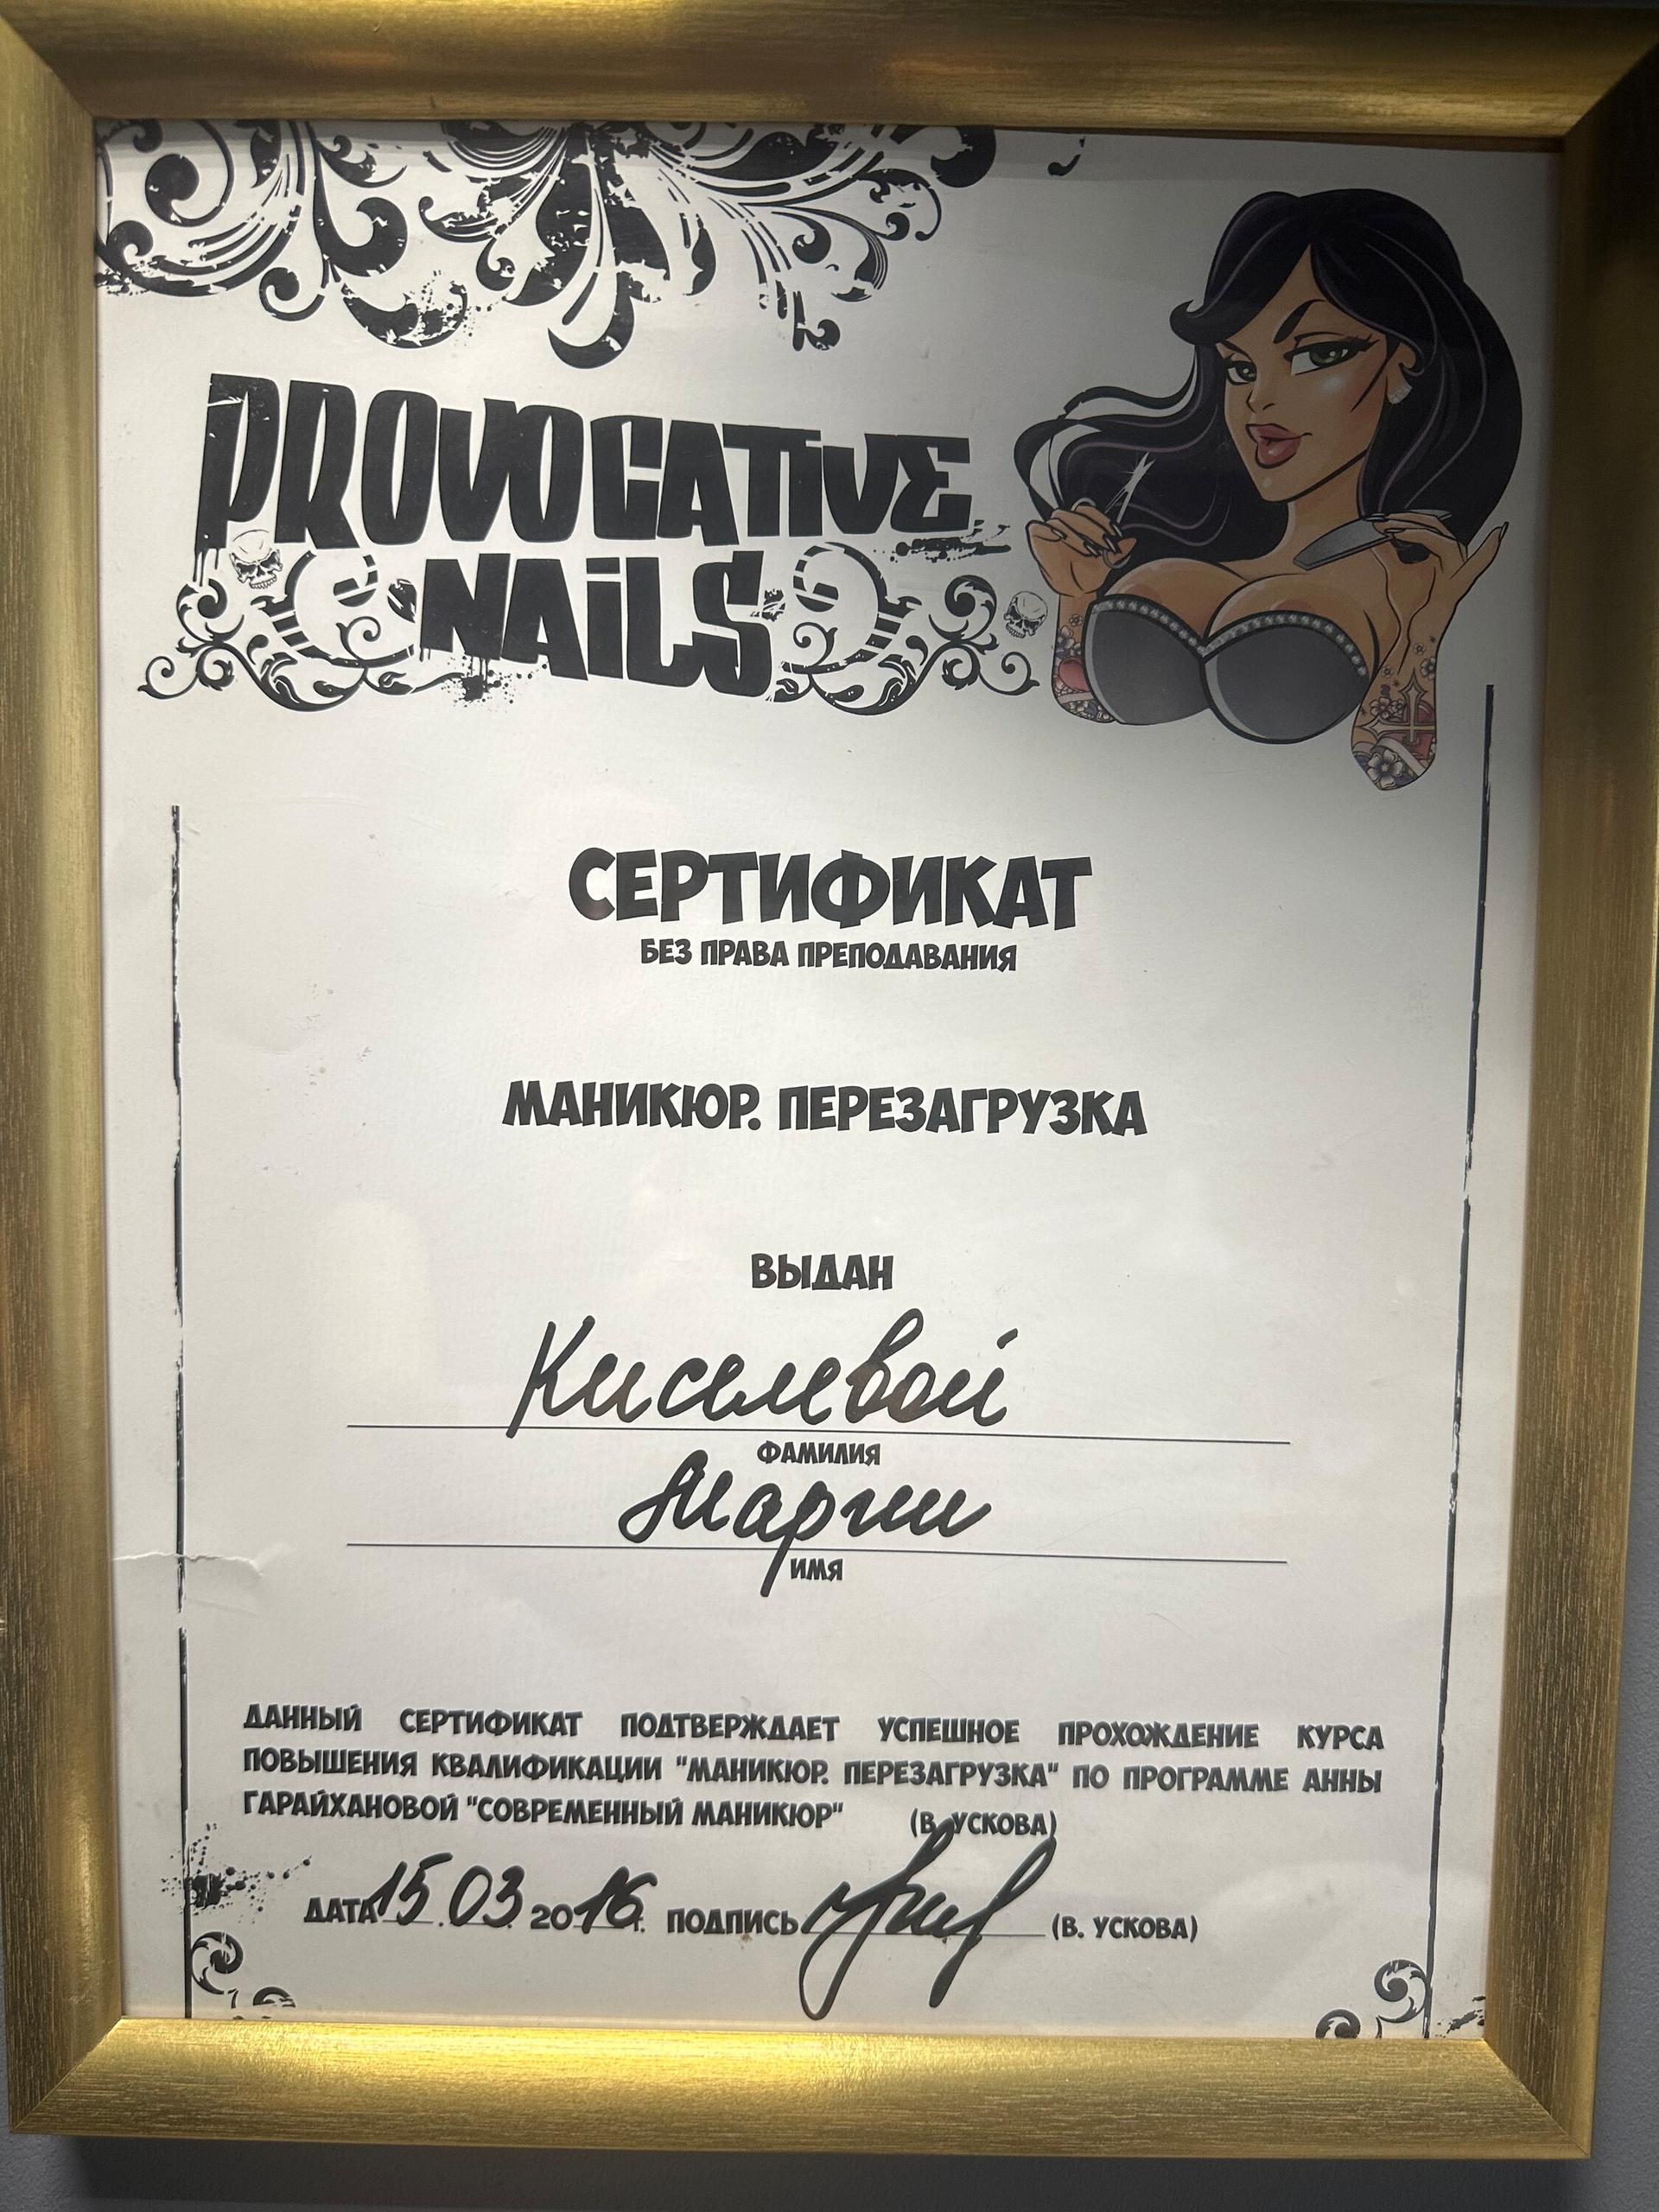 PROVOCATIVE
NAILS
СЕРТИФИКАТ
БЕЗ ПРАВА ПРЕПОДАВАНИЯ
МАНИКЮР. ПЕРЕЗАГРУЗКА
ВЫДАН
Киселевой
ФАМИЛИЯ
Марии
ИМЯ
ДАННЫЙ СЕРТИФИКАТ ПОДТВЕРЖДАЕТ УСПЕШНОЕ ПРОХОЖДЕНИЕ КУРСА
ПОВЫШЕНИЯ КВАЛИФИКАЦИИ "МАНИКЮР. ПЕРЕЗАГРУЗКА" ПО ПРОГРАММЕ АННЫ
ГАРАЙХАНОВОЙ "СОВРЕМЕННЫЙ МАНИКЮР" (В. УСКОВА)
ДАТА 15.03.2016г. ПОДПИСЬ (В. УСКОВА)